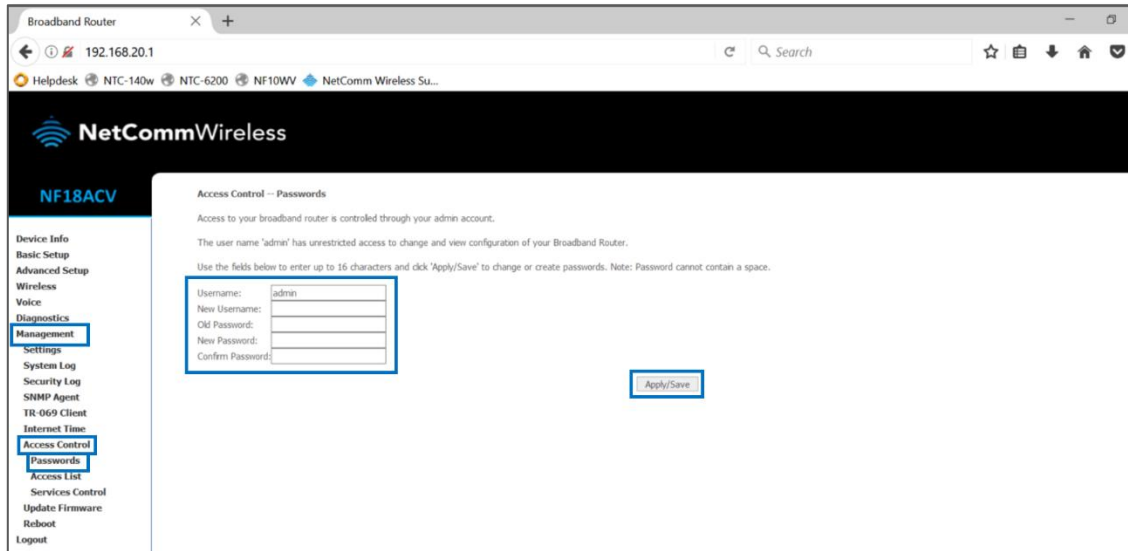 Broadband Router
192.168.20.1
Search
Helpdesk NTC-140w NTC-6200 NF10WV NetComm Wireless Su...
NetCommWireless
NF18ACV
Device Info
Basic Setup
Advanced Setup
Wireless
Voice
Diagnostics
Management
Settings
System Log
Security Log
SNMP Agent
TR-069 Client
Internet Time
Access Control
Passwords
Access List
Services Control
Update Firmware
Reboot
Logout
Access Control -- Passwords
Access to your broadband router is controled through your admin account.
The user name 'admin' has unrestricted access to change and view configuration of your Broadband Router.
Use the fields below to enter up to 16 characters and click 'Apply/Save' to change or create passwords. Note: Password cannot contain a space.
Username: admin
New Username:
Old Password:
New Password:
Confirm Password:
Apply/Save